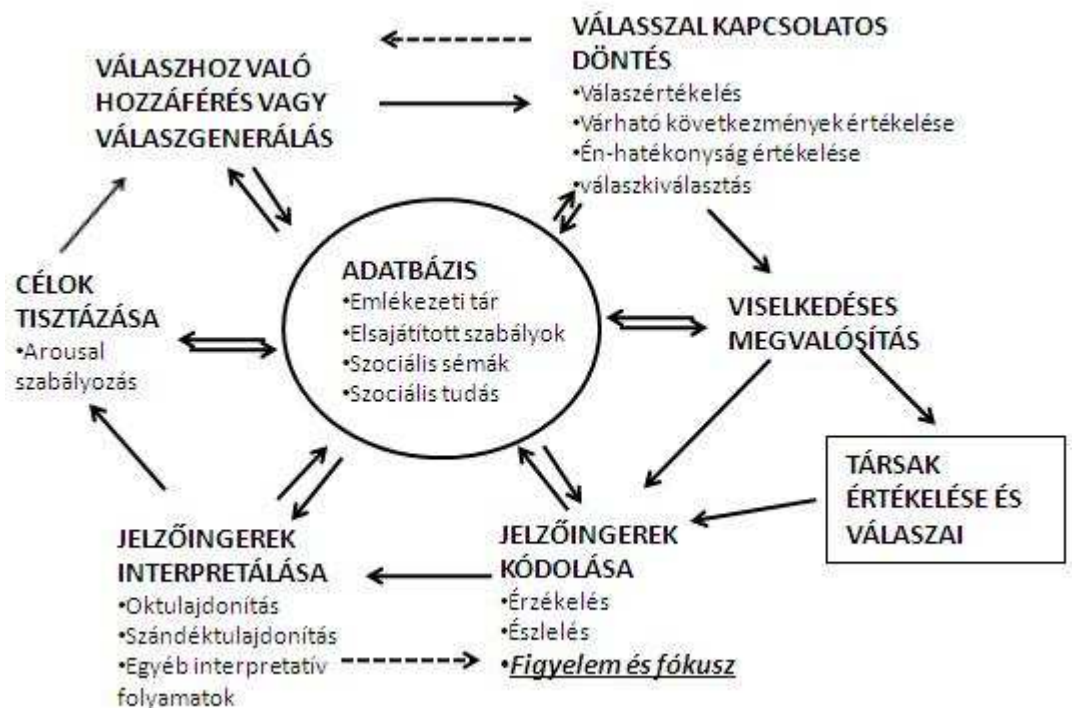 VÁLASZHOZ VALÓ
HOZZÁFÉRÉS VAGY
VÁLASZGENERÁLÁS
VÁLASSZAL KAPCSOLATOS
DÖNTÉS
•Válaszértékelés
•Várható következmények értékelése
•Én-hatékonyság értékelése
•válaszkiválasztás
CÉLOK
TISZTÁZÁSA
•Arousal
szabályozás
ADATBÁZIS
•Emlékezeti tár
•Elsajátított szabályok
•Szociális sémák
•Szociális tudás
VISELKEDÉSES
MEGVALÓSÍTÁS
TÁRSAK
ÉRTÉKELÉSE ÉS
VÁLASZAI
JELZŐINGEREK
INTERPRETÁLÁSA
•Oktulajdonítás
•Szándéktulajdonítás
•Egyéb interpretatív
folyamatok
JELZŐINGEREK
KÓDOLÁSA
•Érzékelés
•Észlelés
•Figyelem és fókusz